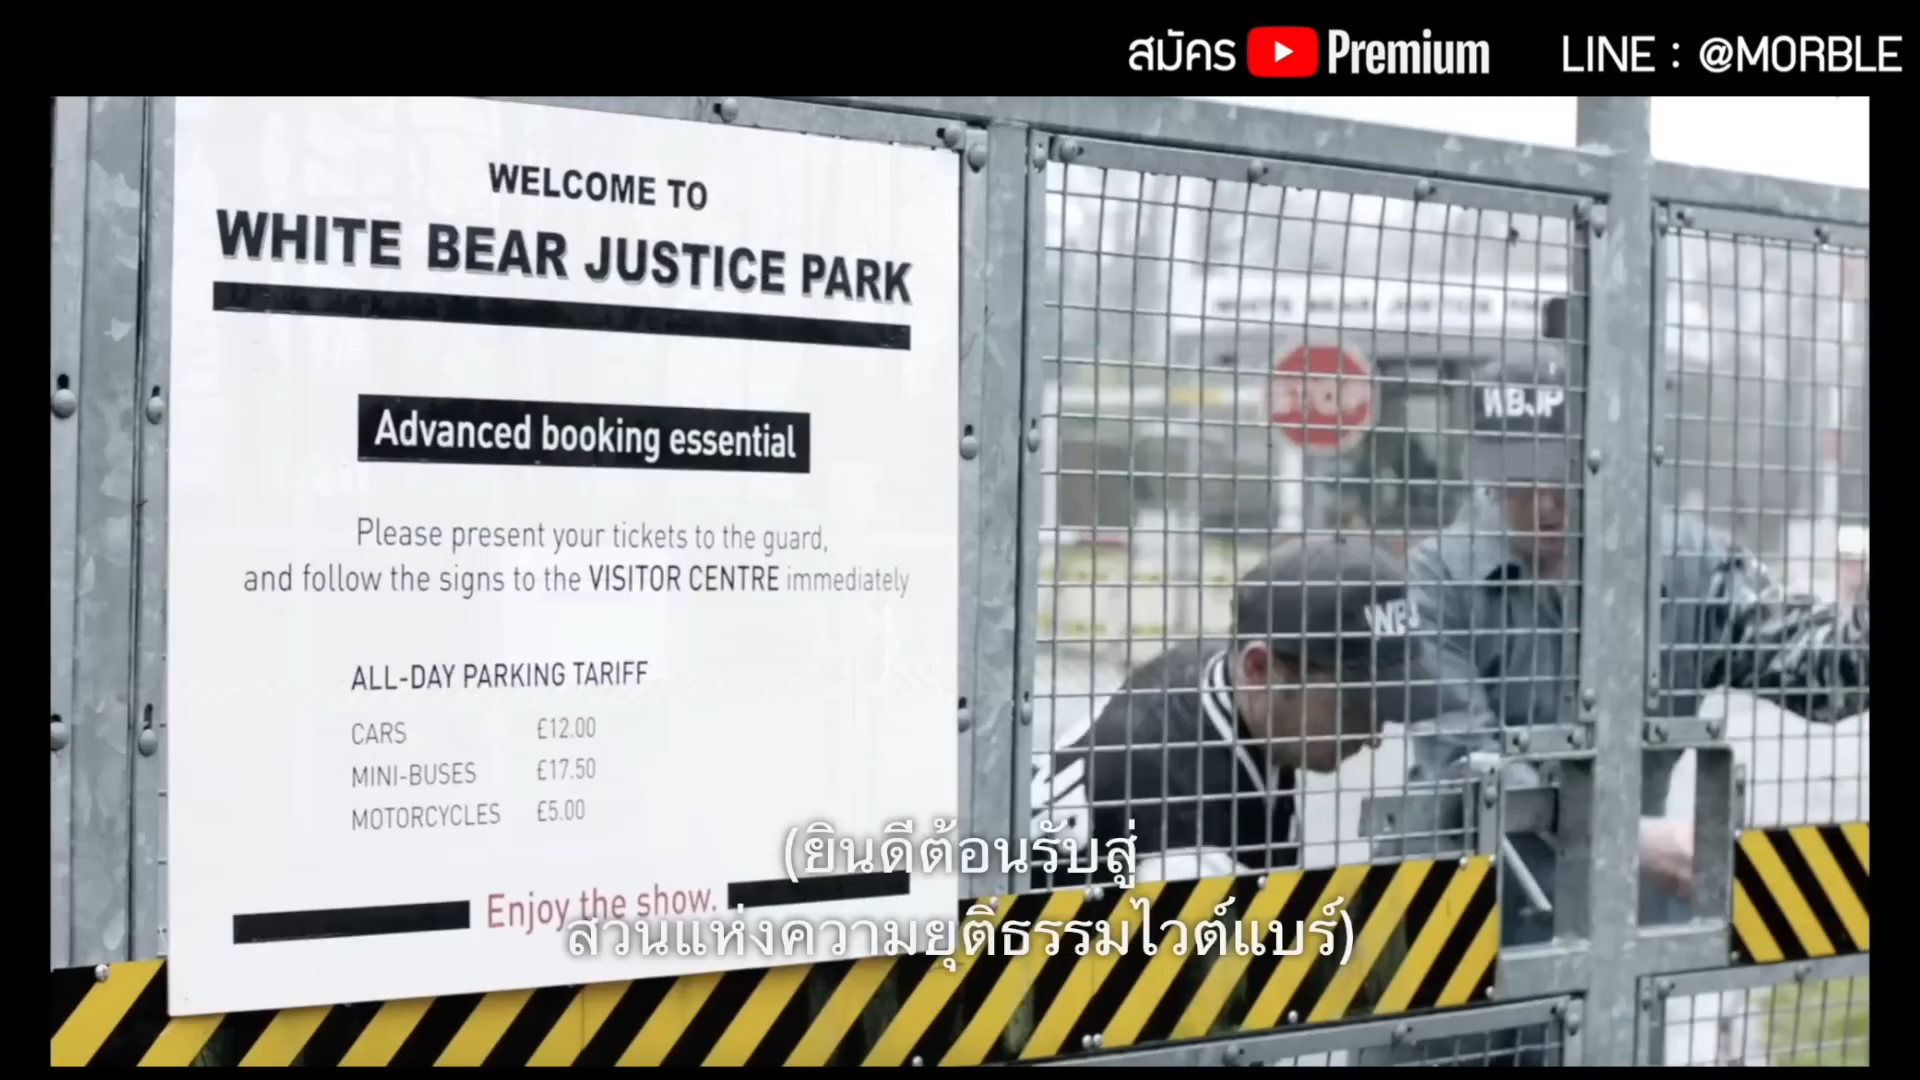 สมัคร Premium LINE : @MORBLE
WELCOME TO
WHITE BEAR JUSTICE PARK
Advanced booking essential
Please present your tickets to the guard,
and follow the signs to the VISITOR CENTRE immediately
ALL-DAY PARKING TARIFF
CARS £12.00
MINI-BUSES £17.50
MOTORCYCLES £5.00
Enjoy the show.
WHITE BEAR JUSTICE PARK
STOP
WBJP
WBJ
(ยินดีต้อนรับสู่
สวนแห่งความยุติธรรมไวต์แบร์)